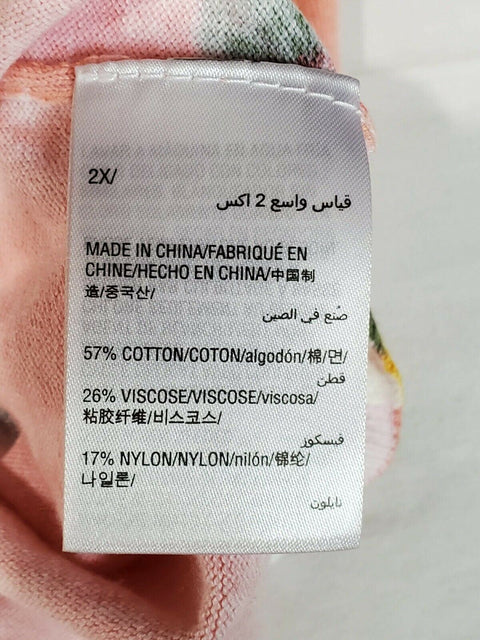 2X/
قياس واسع 2 اكس
MADE IN CHINA/FABRIQUÉ EN
CHINE/HECHO EN CHINA/中国制
造/중국산/
صُنع في الصين
57% COTTON/COTON/algodón/棉/면/
قطن
26% VISCOSE/VISCOSE/viscosa/
粘胶纤维/비스코스/
فيسكوز
17% NYLON/NYLON/nilón/锦纶/
나일론/
نايلون